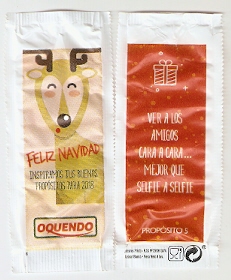 FELIZ NAVIDAD
INSPIRAMOS TUS BUENOS
PROPÓSITOS PARA 2018
OQUENDO
VER A LOS
AMIGOS
CARA A CARA...
MEJOR QUE
SELFIE A SELFIE
PROPÓSITO 5